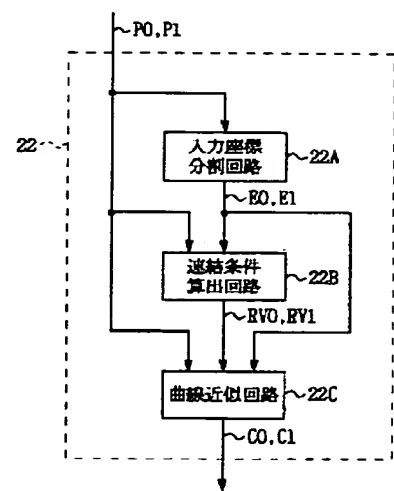 P0,P1
22
入力座標
分割回路
22A
E0,E1
連結条件
算出回路
22B
RV0,RV1
曲線近似回路
22C
C0,C1